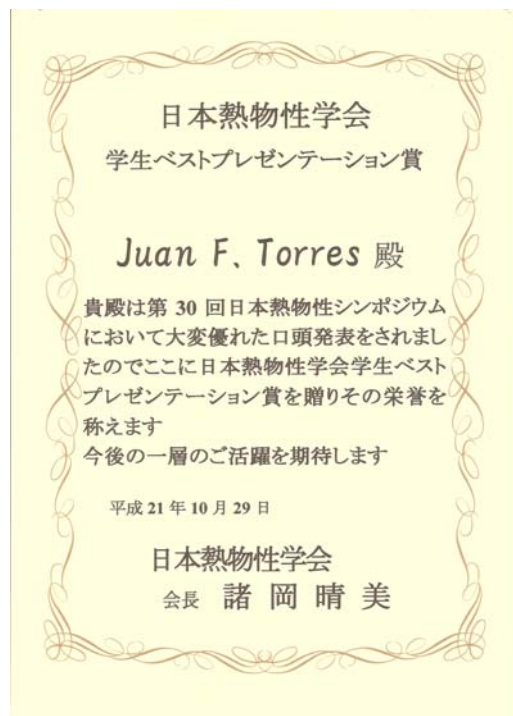 日本熱物性学会
学生ベストプレゼンテーション賞
Juan F、Torres 殿
貴殿は第 30 回日本熱物性シンポジウム
において大変優れた口頭発表をされまし
たのでここに日本熱物性学会学生ベスト
プレゼンテーション賞を贈りその栄誉を
称えます
今後の一層のご活躍を期待します
平成 21 年 10 月 29 日
日本熱物性学会
会長 諸 岡 晴 美